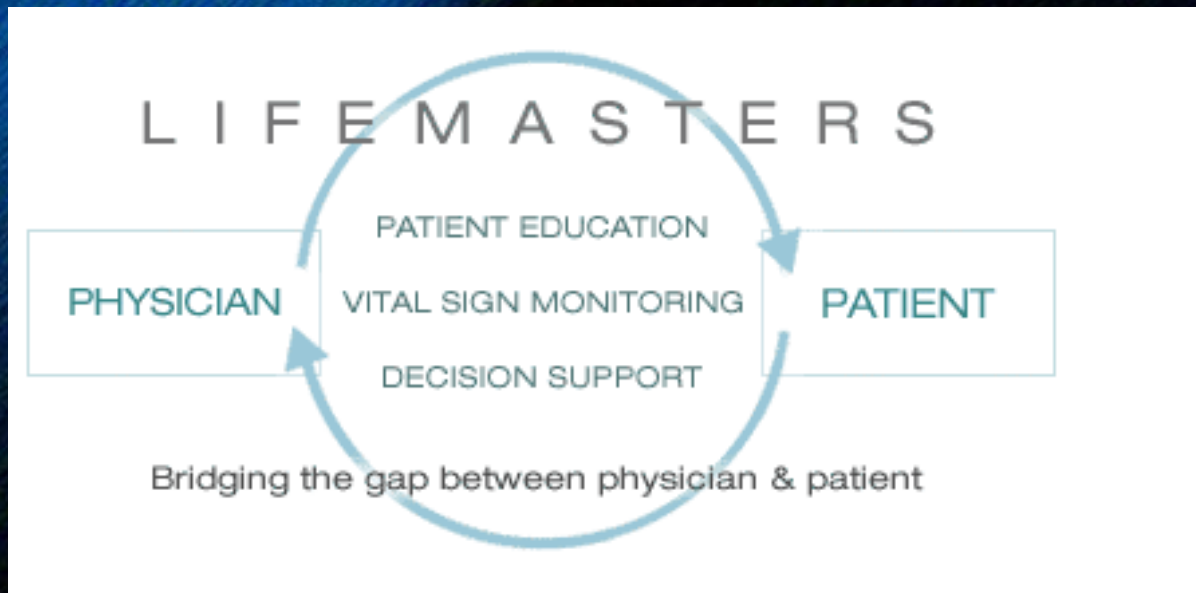 LIFEMASTERS
PATIENT EDUCATION
PHYSICIAN VITAL SIGN MONITORING PATIENT
DECISION SUPPORT
Bridging the gap between physician & patient